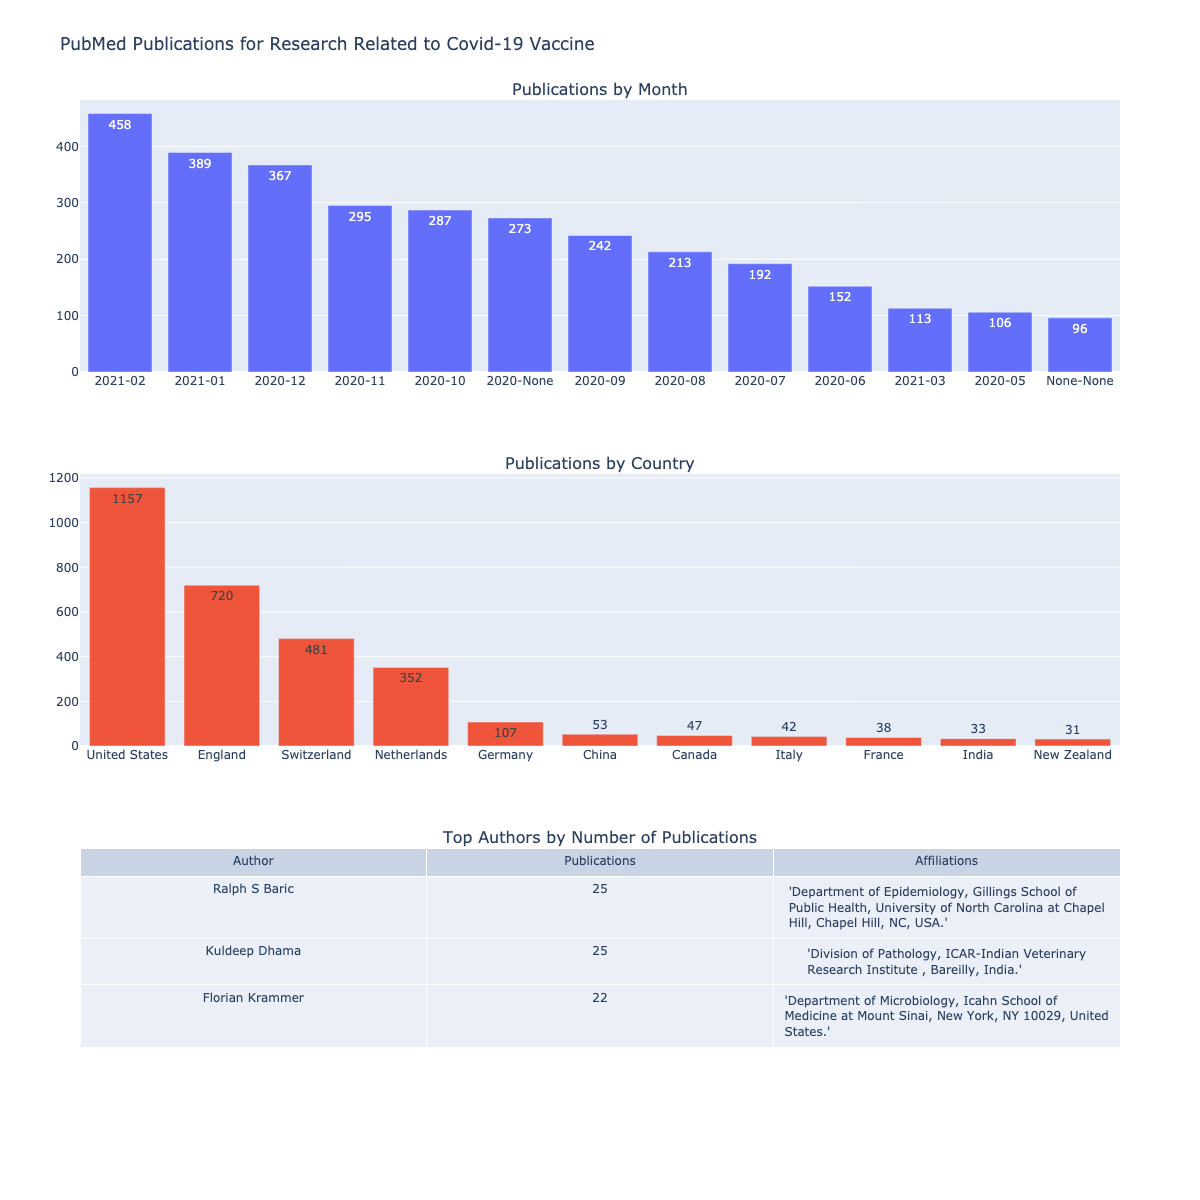 PubMed Publications for Research Related to Covid-19 Vaccine
Publications by Month
400
300
200
100
0
458
389
367
295
287
273
242
213
192
152
113
106
96
2021-02
2021-01
2020-12
2020-11
2020-10
2020-None
2020-09
2020-08
2020-07
2020-06
2021-03
2020-05
None-None
Publications by Country
1200
1000
800
600
400
200
0
1157
720
481
352
107
53
47
42
38
33
31
United States
England
Switzerland
Netherlands
Germany
China
Canada
Italy
France
India
New Zealand
Top Authors by Number of Publications
Author
Publications
Affiliations
Ralph S Baric
25
'Department of Epidemiology, Gillings School of
Public Health, University of North Carolina at Chapel
Hill, Chapel Hill, NC, USA.'
Kuldeep Dhama
25
'Division of Pathology, ICAR-Indian Veterinary
Research Institute , Bareilly, India.'
Florian Krammer
22
'Department of Microbiology, Icahn School of
Medicine at Mount Sinai, New York, NY 10029, United
States.'